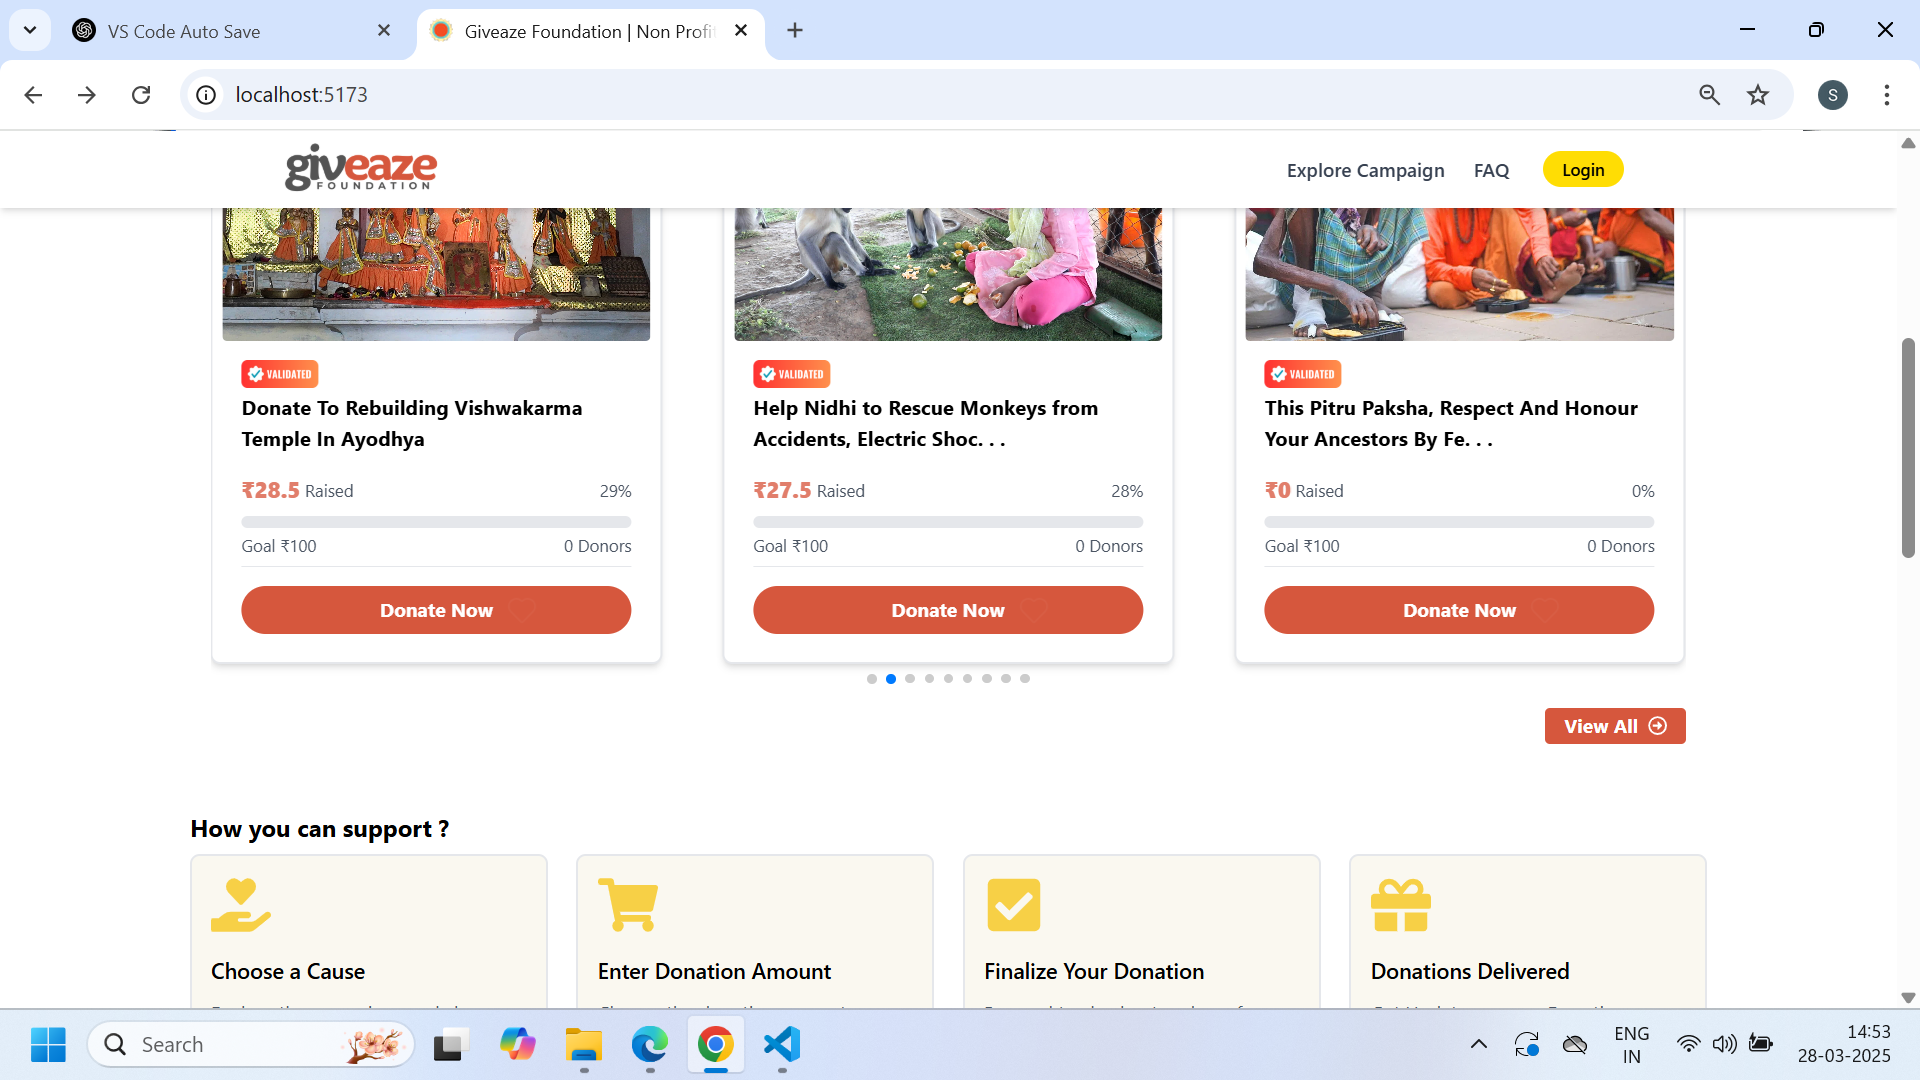 VS Code Auto Save
Giveaze Foundation | Non Profi
localhost:5173
S
giveaze
FOUNDATION
Explore Campaign
FAQ
Login
VALIDATED
Donate To Rebuilding Vishwakarma
Temple In Ayodhya
₹28.5 Raised
29%
Goal ₹100
0 Donors
Donate Now
VALIDATED
Help Nidhi to Rescue Monkeys from
Accidents, Electric Shoc. . .
₹27.5 Raised
28%
Goal ₹100
0 Donors
Donate Now
VALIDATED
This Pitru Paksha, Respect And Honour
Your Ancestors By Fe. . .
₹0 Raised
0%
Goal ₹100
0 Donors
Donate Now
View All
How you can support ?
Choose a Cause
Enter Donation Amount
Finalize Your Donation
Donations Delivered
Search
ENG
IN
14:53
28-03-2025